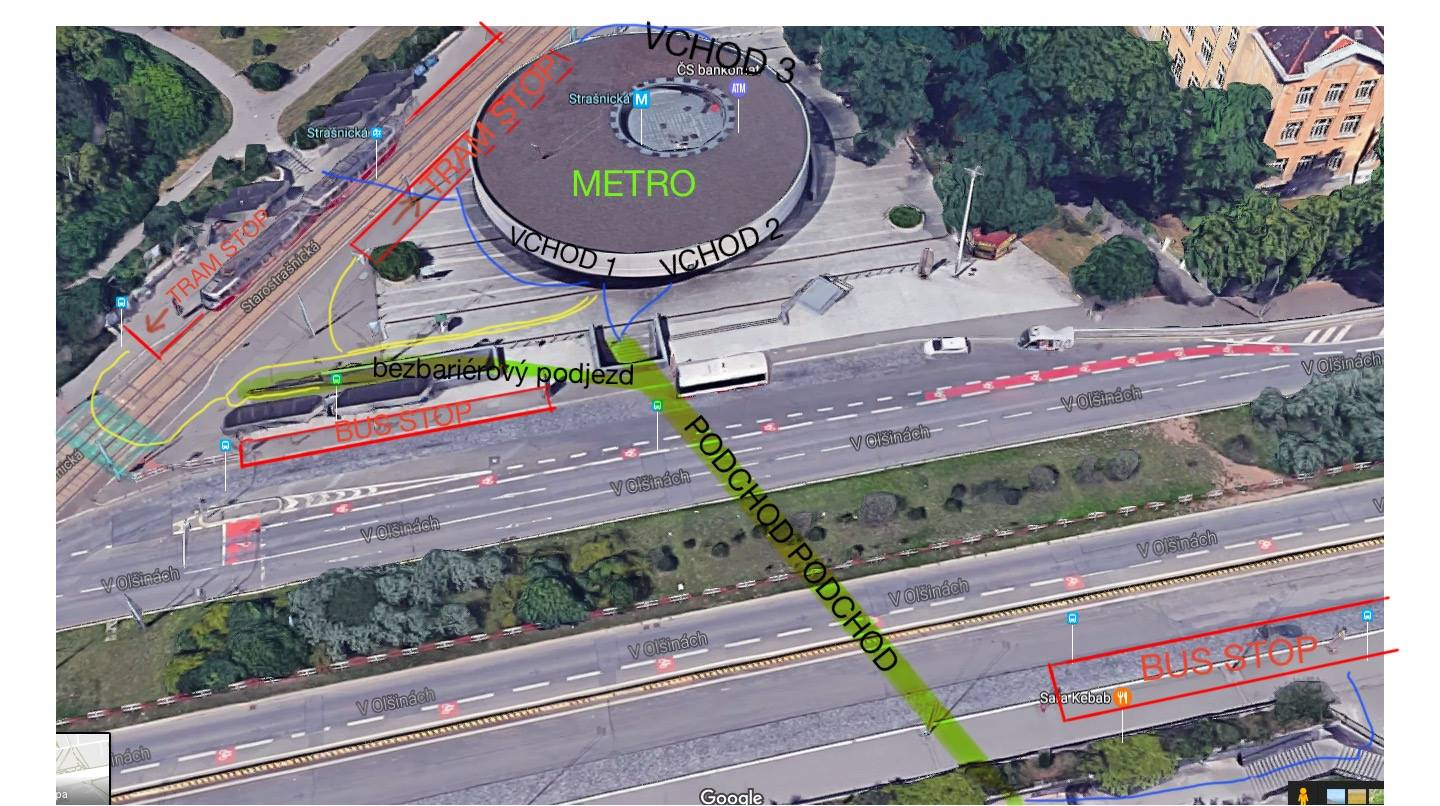 VCHOD 3
ČS bankomat
ATM
Strašnická M
Strašnická
TRAM STOP
METRO
TRAM STOP
VCHOD 1
VCHOD 2
Starostrašnická
bezbariérový podjezd
BUS STOP
V Olšinách
V Olšinách
V Olšinách
V Olšinách
V Olšinách
V Olšinách
PODCHOD PODCHOD
V Olšinách
V Olšinách
V Olšinách
V Olšinách
BUS STOP
Sara Kebab
Google